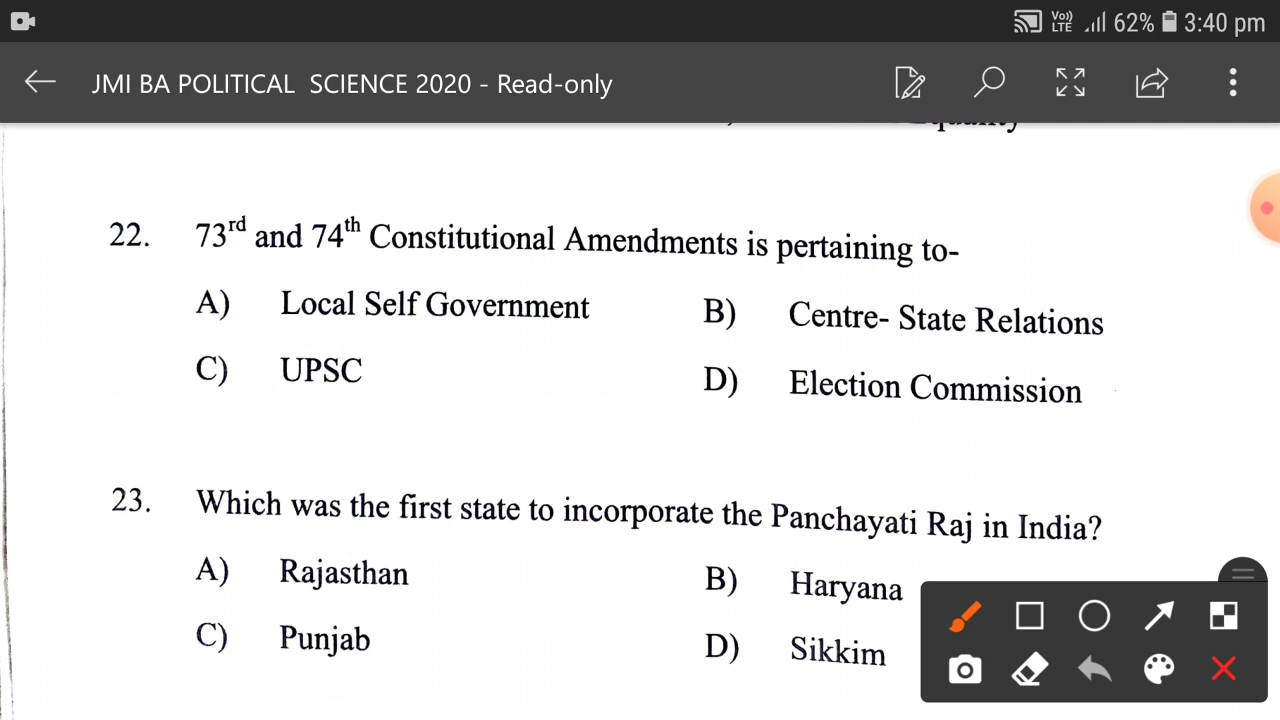 Vo)) LTE 62% 3:40 pm
JMI BA POLITICAL SCIENCE 2020 - Read-only
22. 73rd and 74th Constitutional Amendments is pertaining to-
A) Local Self Government B) Centre- State Relations
C) UPSC D) Election Commission
23. Which was the first state to incorporate the Panchayati Raj in India?
A) Rajasthan B) Haryana
C) Punjab D) Sikkim